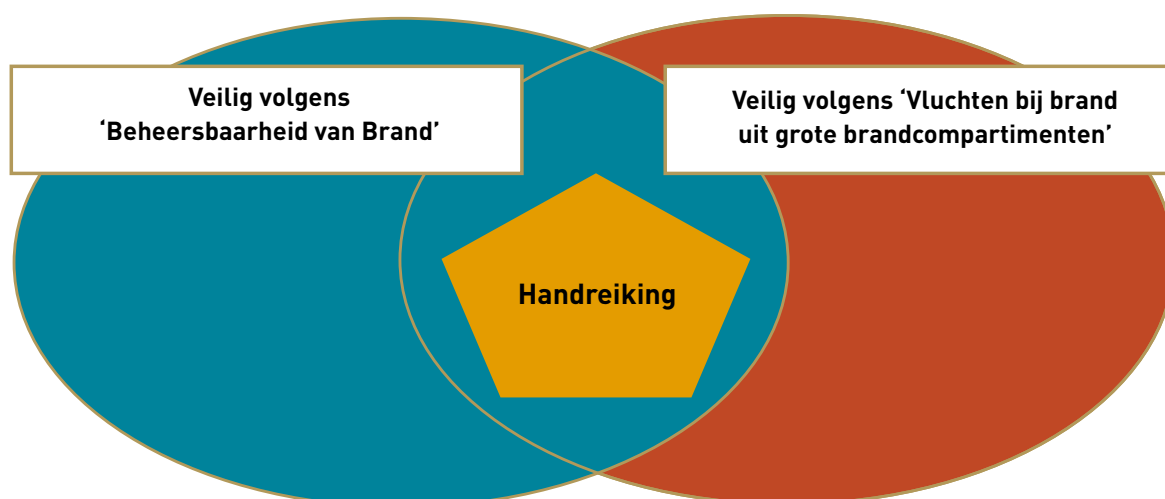 Veilig volgens
‘Beheersbaarheid van Brand’
Veilig volgens ‘Vluchten bij brand
uit grote brandcompartimenten’
Handreiking